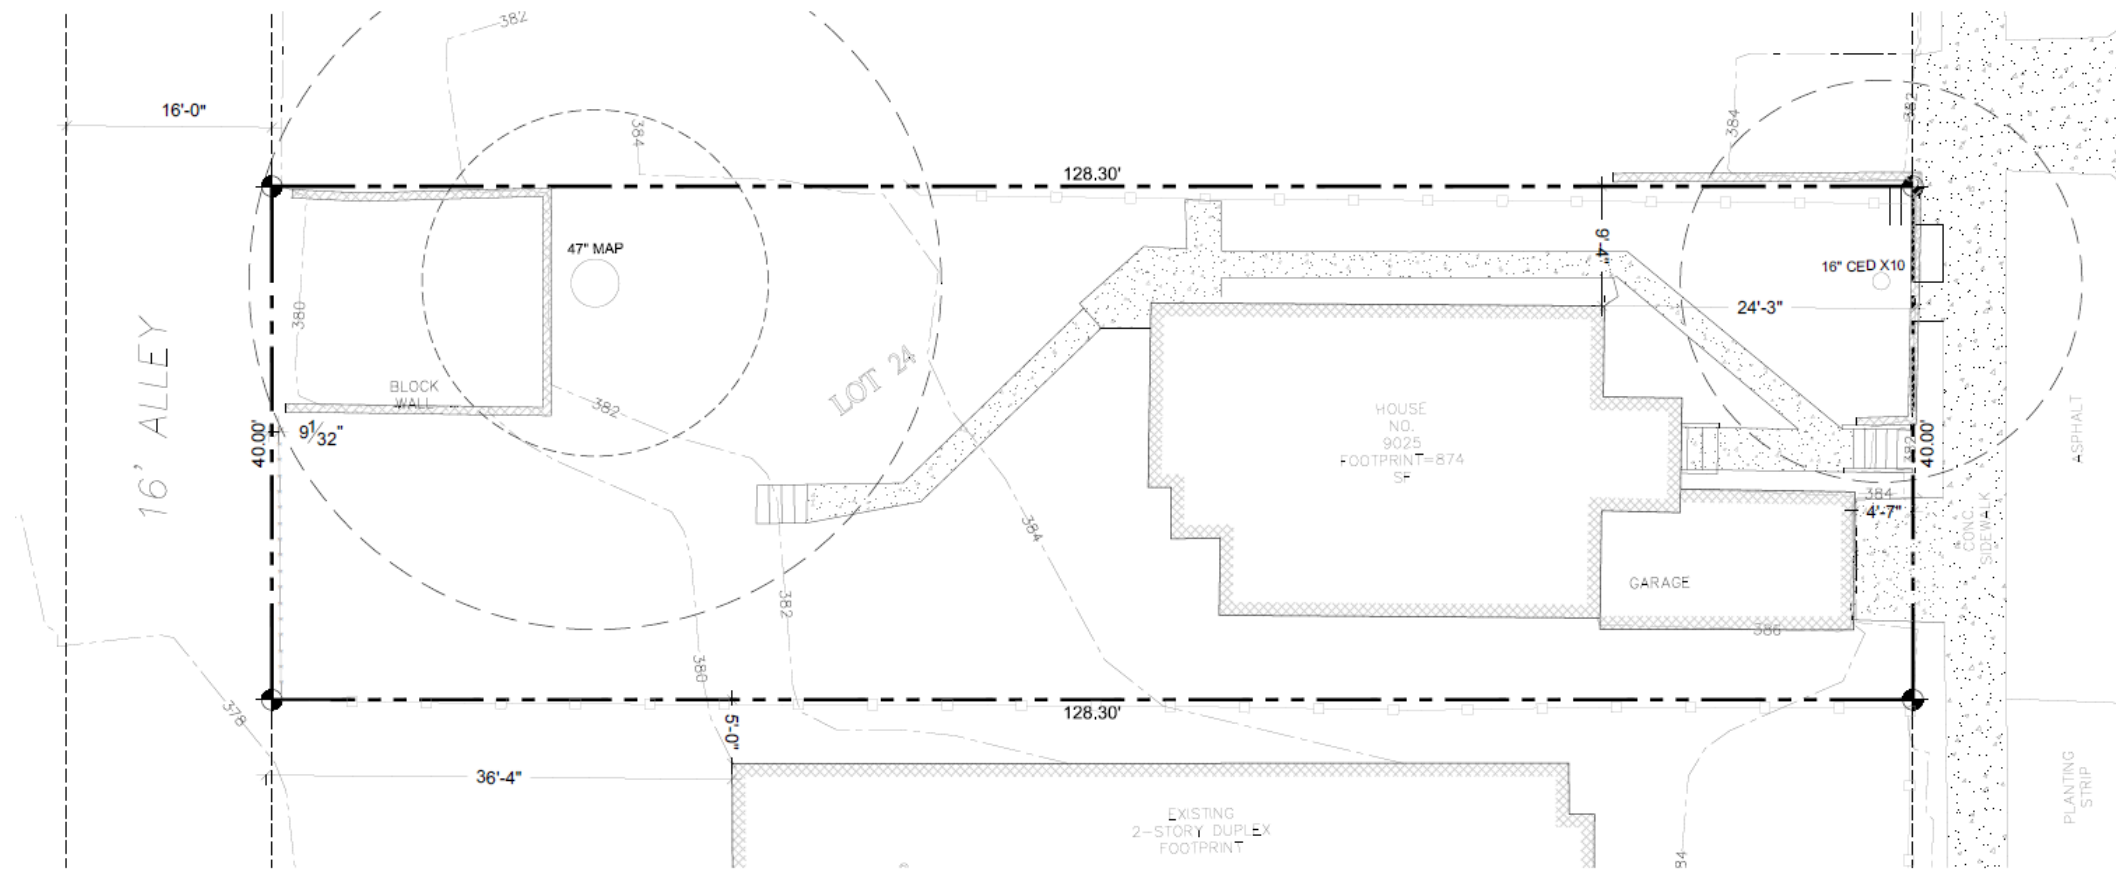 382
16'-0"
384
384
382
128.30'
47" MAP
9'-4"
16" CED X10
24'-3"
380
LOT 24
BLOCK
WALL
382
16' ALLEY
40.00'
9 1/32"
HOUSE
NO.
9025
FOOTPRINT=874
SF
382
40.00'
ASPHALT
384
4'-7"
CONC.
SIDEWALK
384
GARAGE
382
386
380
378
128.30'
5'-0"
36'-4"
EXISTING
2-STORY DUPLEX
FOOTPRINT
PLANTING
STRIP
84